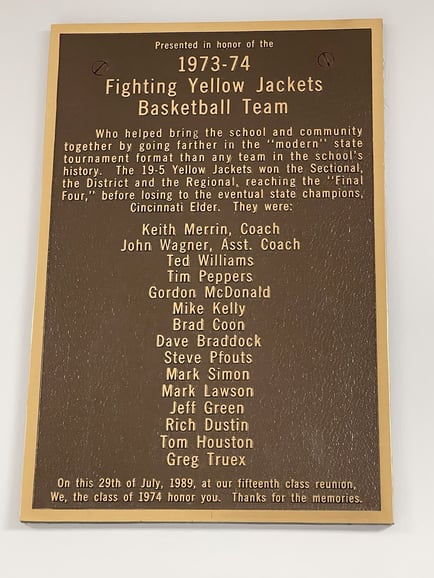 Presented in honor of the
1973-74
Fighting Yellow Jackets
Basketball Team
Who helped bring the school and community
together by going farther in the "modern" state
tournament format than any team in the school's
history. The 19-5 Yellow Jackets won the Sectional,
the District and the Regional, reaching the "Final
Four," before losing to the eventual state champions,
Cincinnati Elder. They were:
Keith Merrin, Coach
John Wagner, Asst. Coach
Ted Williams
Tim Peppers
Gordon McDonald
Mike Kelly
Brad Coon
Dave Braddock
Steve Pfouts
Mark Simon
Mark Lawson
Jeff Green
Rich Dustin
Tom Houston
Greg Truex
On this 29th of July, 1989, at our fifteenth class reunion,
We, the class of 1974 honor you. Thanks for the memories.